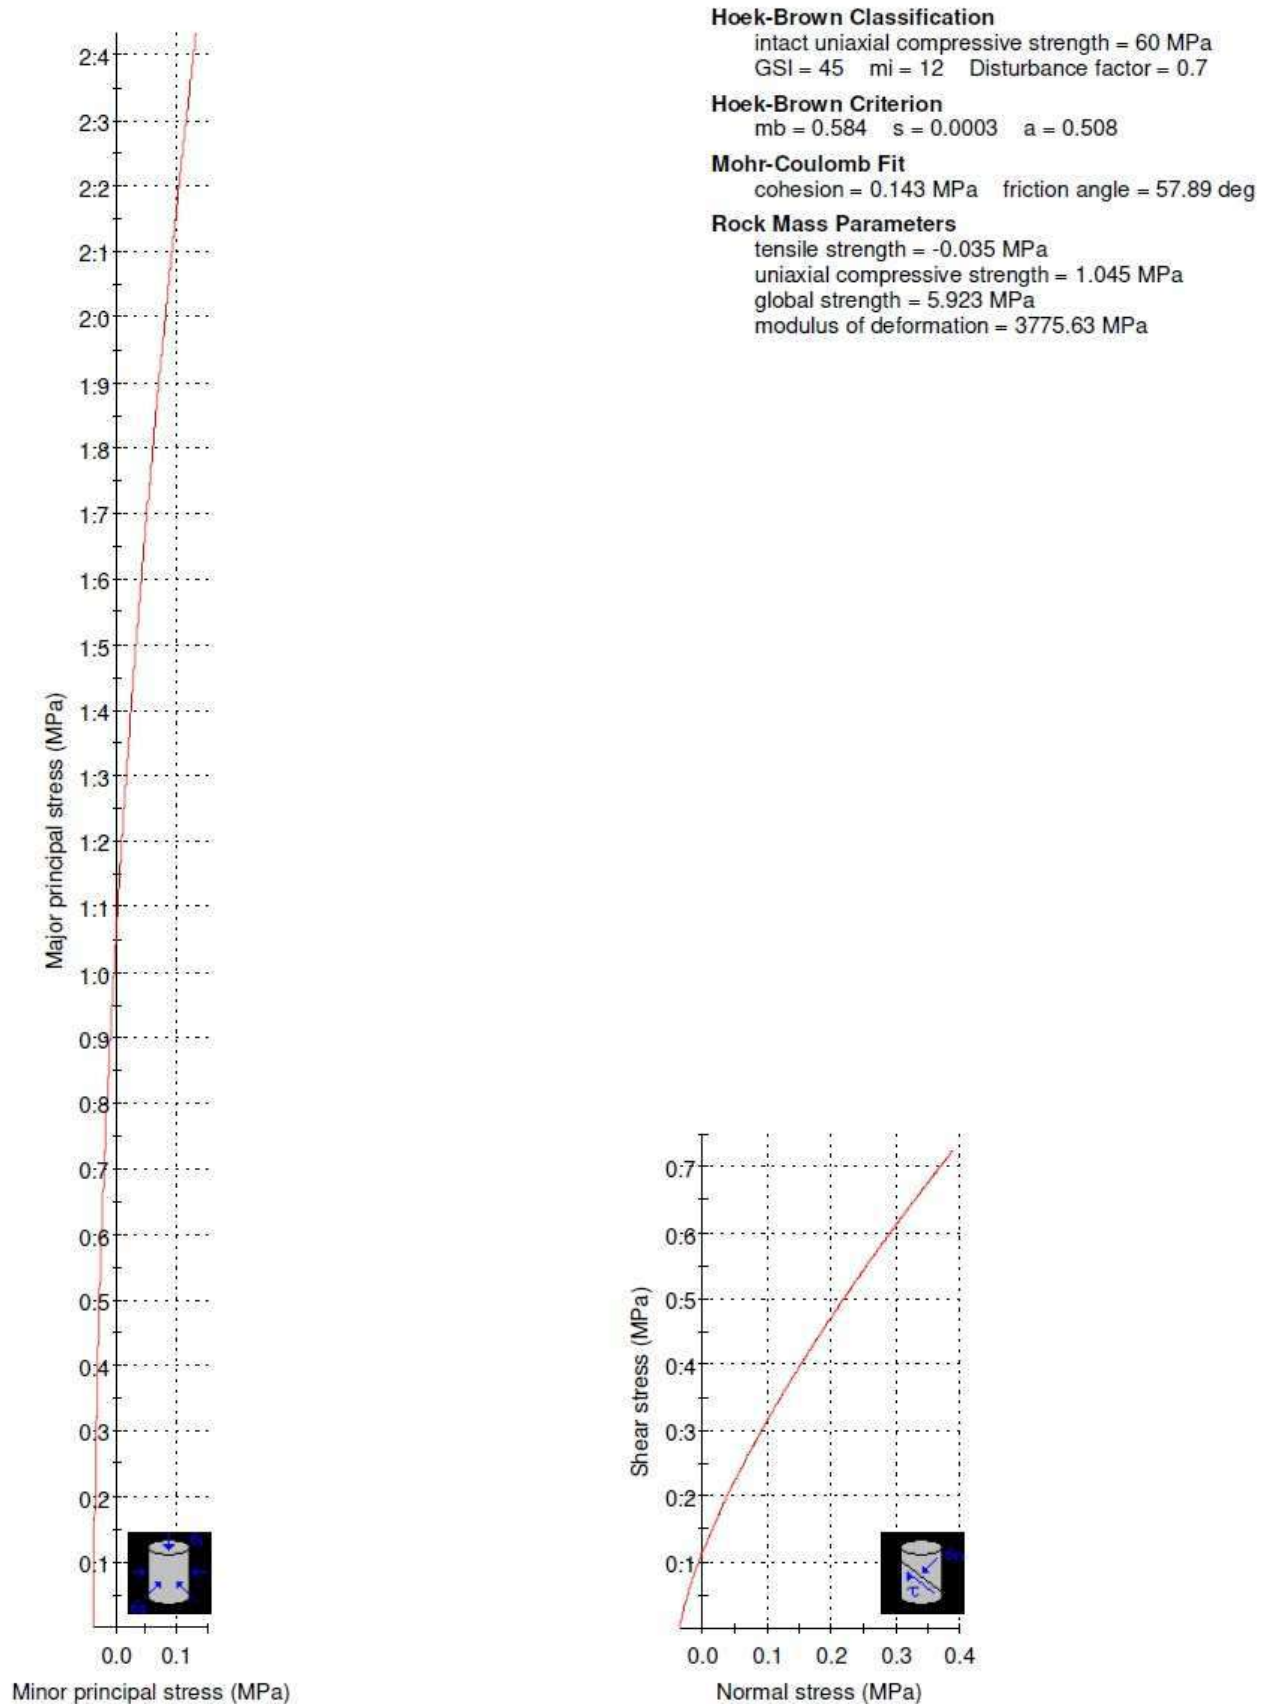 Hoek-Brown Classification
intact uniaxial compressive strength = 60 MPa
GSI = 45 mi = 12 Disturbance factor = 0.7
Hoek-Brown Criterion
mb = 0.584 s = 0.0003 a = 0.508
Mohr-Coulomb Fit
cohesion = 0.143 MPa friction angle = 57.89 deg
Rock Mass Parameters
tensile strength = -0.035 MPa
uniaxial compressive strength = 1.045 MPa
global strength = 5.923 MPa
modulus of deformation = 3775.63 MPa
Major principal stress (MPa)
2.4
2.3
2.2
2.1
2.0
1.9
1.8
1.7
1.6
1.5
1.4
1.3
1.2
1.1
1.0
0.9
0.8
0.7
0.6
0.5
0.4
0.3
0.2
0.1
0.0 0.1
Minor principal stress (MPa)
Shear stress (MPa)
0.7
0.6
0.5
0.4
0.3
0.2
0.1
τ
0.0 0.1 0.2 0.3 0.4
Normal stress (MPa)